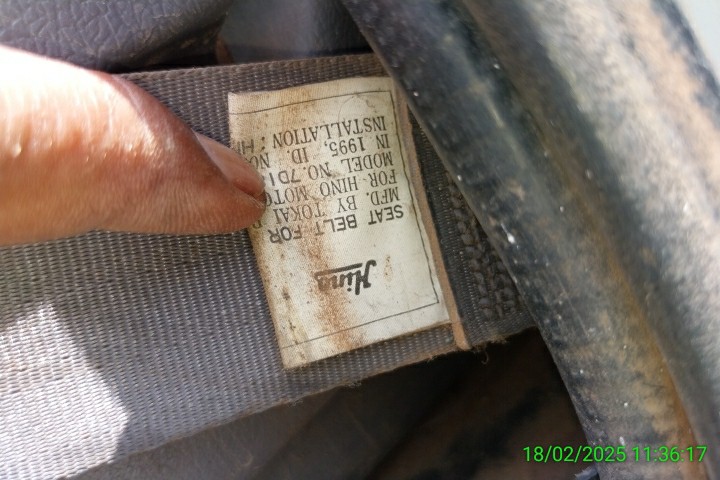 Hino
SEAT BELT FOR
MFD. BY TOKAI
FOR HINO MOTO
MODEL NO. 7D
IN 1995, ID. NO
INSTALLATION : 
18/02/2025 11:36:17